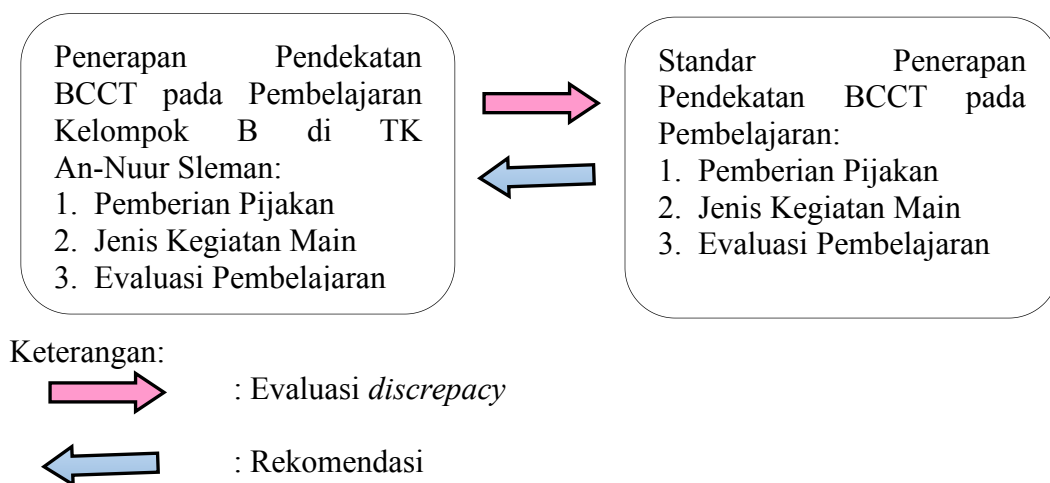 Penerapan Pendekatan
BCCT pada Pembelajaran
Kelompok B di TK
An-Nuur Sleman:
1. Pemberian Pijakan
2. Jenis Kegiatan Main
3. Evaluasi Pembelajaran
Standar Penerapan
Pendekatan BCCT pada
Pembelajaran:
1. Pemberian Pijakan
2. Jenis Kegiatan Main
3. Evaluasi Pembelajaran
Keterangan:
: Evaluasi discrepacy
: Rekomendasi